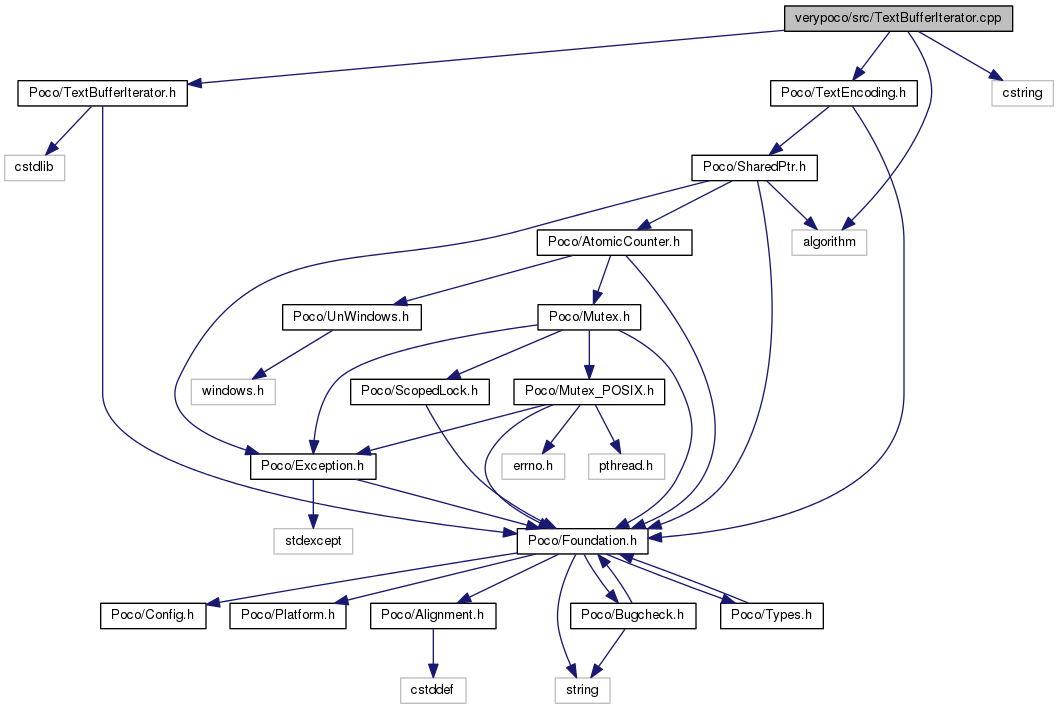 verypoco/src/TextBufferIterator.cpp
Poco/TextBufferIterator.h
Poco/TextEncoding.h
cstring
cstdlib
Poco/SharedPtr.h
Poco/AtomicCounter.h
algorithm
Poco/UnWindows.h
Poco/Mutex.h
windows.h
Poco/ScopedLock.h
Poco/Mutex_POSIX.h
Poco/Exception.h
errno.h
pthread.h
stdexcept
Poco/Foundation.h
Poco/Config.h
Poco/Platform.h
Poco/Alignment.h
Poco/Bugcheck.h
Poco/Types.h
cstddef
string